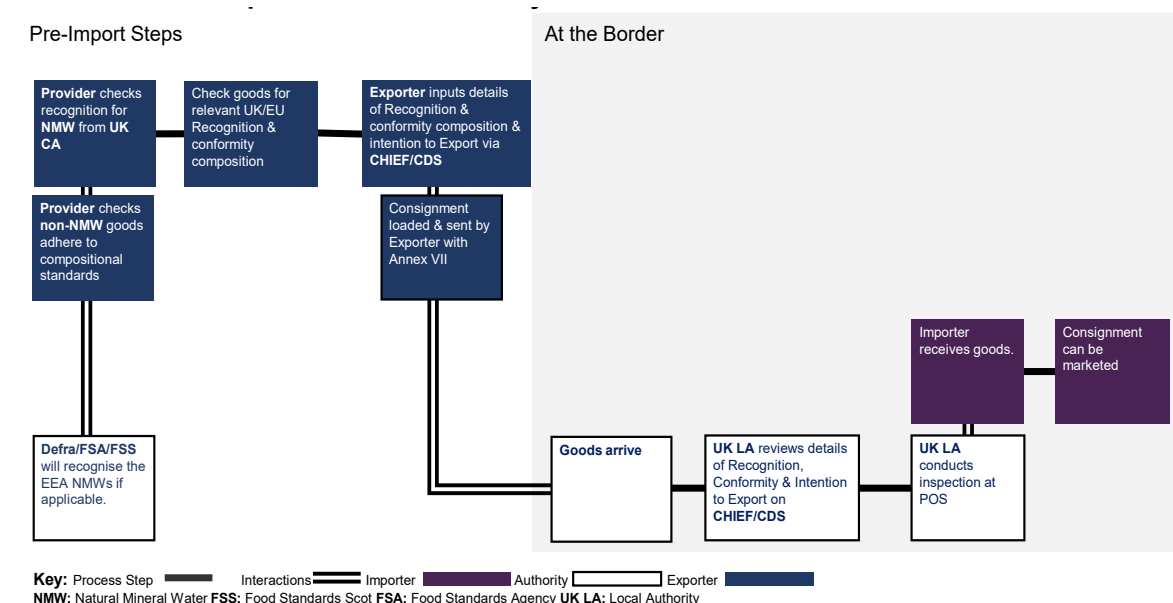 Pre-Import Steps
At the Border
Provider checks
recognition for
NMW from UK
CA
Check goods for
relevant UK/EU
Recognition &
conformity
composition
Exporter inputs details
of Recognition &
conformity composition &
intention to Export via
CHIEF/CDS
Provider checks
non-NMW goods
adhere to
compositional
standards
Consignment
loaded & sent by
Exporter with
Annex VII
Importer
receives goods.
Consignment
can be
marketed
Defra/FSA/FSS
will recognise the
EEA NMWs if
applicable.
Goods arrive
UK LA reviews details
of Recognition,
Conformity & Intention
to Export on
CHIEF/CDS
UK LA
conducts
inspection at
POS
Key: Process Step Interactions Importer Authority Exporter
NMW: Natural Mineral Water FSS: Food Standards Scot FSA: Food Standards Agency UK LA: Local Authority